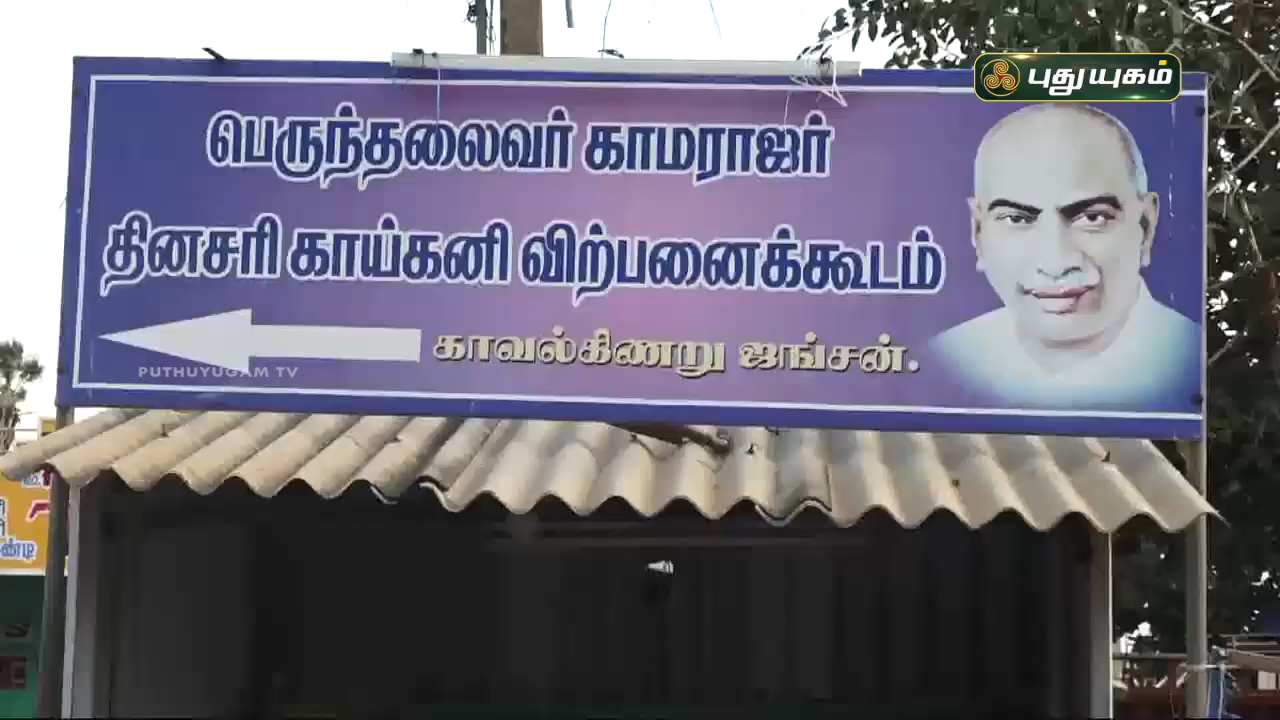 புதுயுகம்
பெருந்தலைவர் காமராஜர்
தினசரி காய்கனி விற்பனைக்கூடம்
காவல்கிணறு ஜங்சன்.
PUTHUYUGAM TV